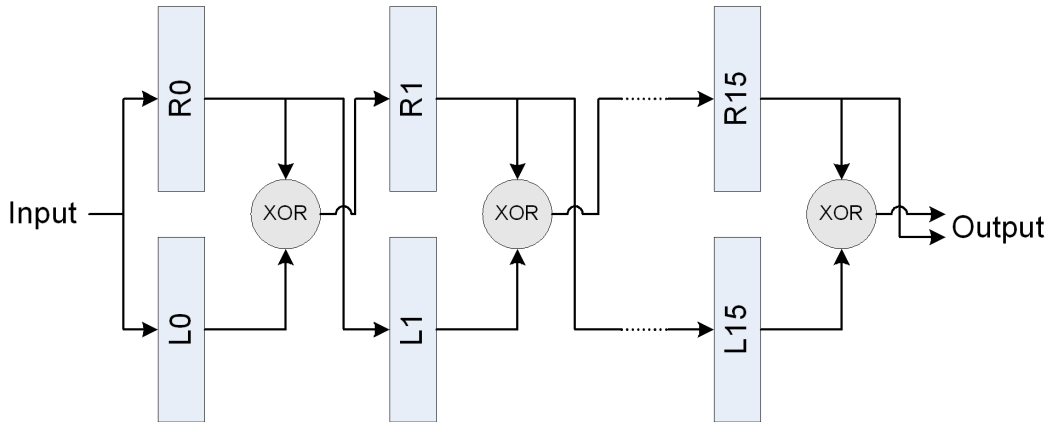 Input
R0
L0
XOR
R1
L1
XOR
R15
L15
XOR
Output